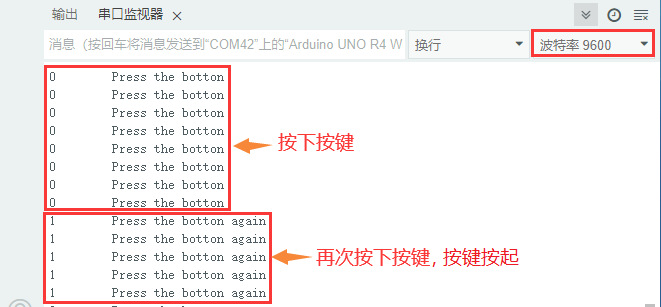 输出 串口监视器 ×
消息（按回车将消息发送到“COM42”上的“Arduino UNO R4 W 换行 波特率 9600
0 Press the botton
0 Press the botton
0 Press the botton
0 Press the botton
0 Press the botton
0 Press the botton
0 Press the botton
0 Press the botton
按下按键
1 Press the botton again
1 Press the botton again
1 Press the botton again
1 Press the botton again
1 Press the botton again
再次按下按键，按键按起